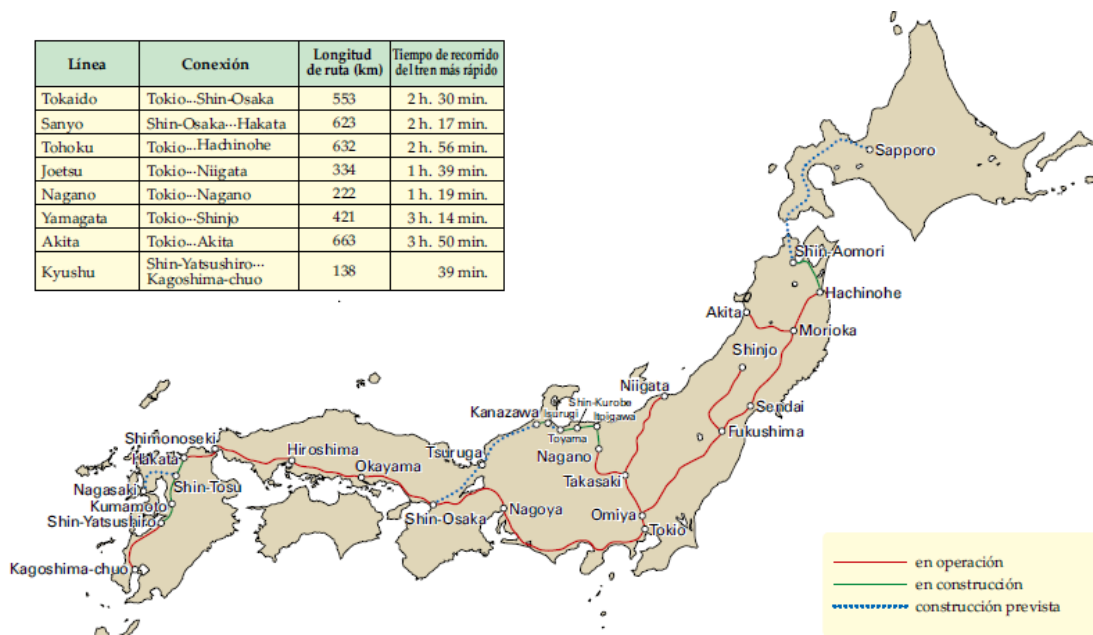 Línea Conexión Longitud de ruta (km) Tiempo de recorrido del tren más rápido
Tokaido Tokio···Shin-Osaka 553 2 h. 30 min.
Sanyo Shin-Osaka···Hakata 623 2 h. 17 min.
Tohoku Tokio···Hachinohe 632 2 h. 56 min.
Joetsu Tokio···Niigata 334 1 h. 39 min.
Nagano Tokio···Nagano 222 1 h. 19 min.
Yamagata Tokio···Shinjo 421 3 h. 14 min.
Akita Tokio···Akita 663 3 h. 50 min.
Kyushu Shin-Yatsushiro··· Kagoshima-chuo 138 39 min.
Sapporo
Shin-Aomori
Hachinohe
Akita
Morioka
Shinjo
Niigata
Sendai
Fukushima
Shin-Kurobe
Kanazawa
Isurugi
Itoigawa
Toyama
Nagano
Tsuruga
Takasaki
Shimonoseki
Hiroshima
Hakata
Okayama
Shin-Tosu
Nagasaki
Kumamoto
Shin-Yatsushiro
Shin-Osaka
Nagoya
Omiya
Tokio
Kagoshima-chuo
en operación
en construcción
construcción prevista